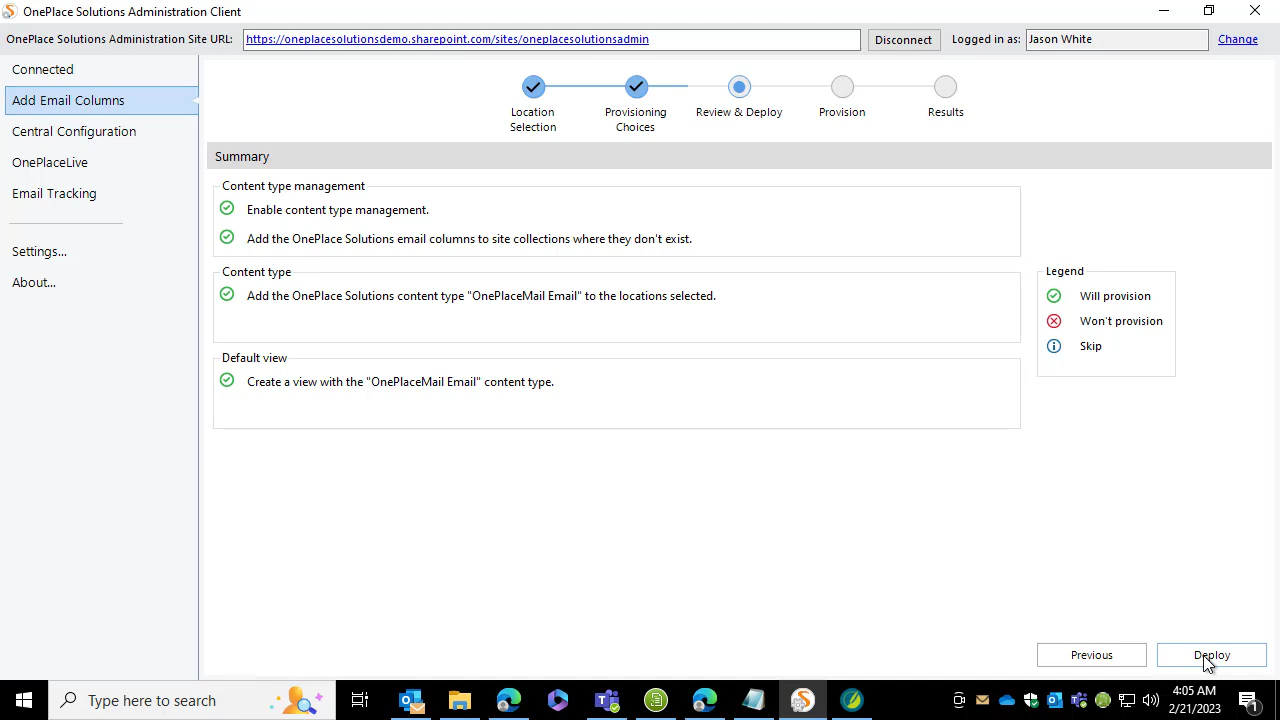 OnePlace Solutions Administration Client
OnePlace Solutions Administration Site URL: https://oneplacesolutionsdemo.sharepoint.com/sites/oneplacesolutionsadmin Disconnect Logged in as: Jason White Change
Connected
Add Email Columns
Central Configuration
OnePlaceLive
Email Tracking
Settings...
About...
Location Selection
Provisioning Choices
Review & Deploy
Provision
Results
Summary
Content type management
Enable content type management.
Add the OnePlace Solutions email columns to site collections where they don't exist.
Content type
Add the OnePlace Solutions content type "OnePlaceMail Email" to the locations selected.
Default view
Create a view with the "OnePlaceMail Email" content type.
Legend
Will provision
Won't provision
Skip
Previous
Deploy
Type here to search
4:05 AM
2/21/2023
1